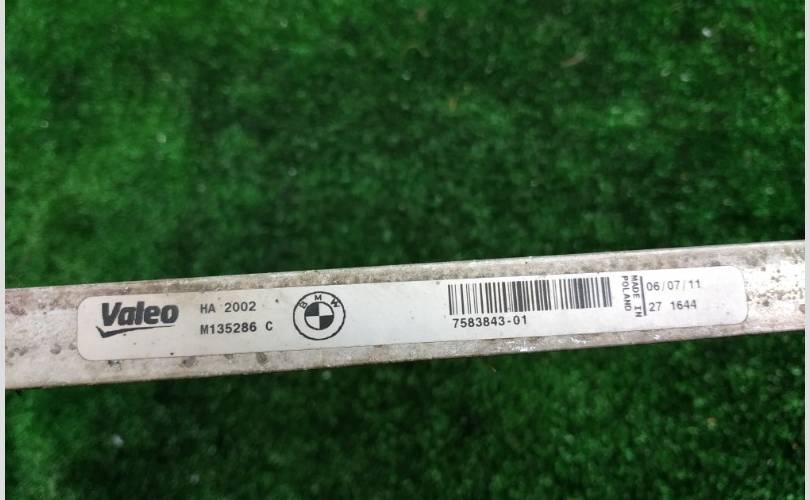 Valeo
HA 2002
M135286 C
BMW
7583843-01
MADE IN
POLAND
06/07/11
27 1644